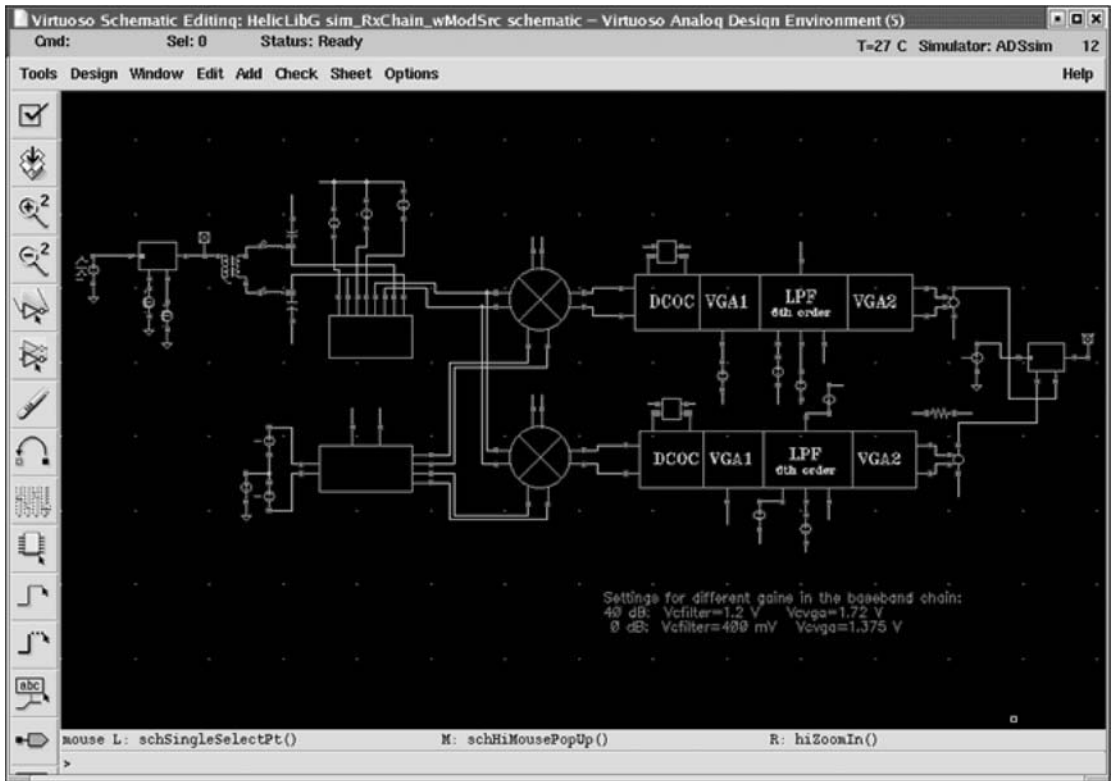 Virtuoso Schematic Editing: HelicLibG sim_RxChain_wModSrc schematic – Virtuoso Analog Design Environment (5)
Cmd: Sel: 0 Status: Ready T=27 C Simulator: ADSsim 12
Tools Design Window Edit Add Check Sheet Options Help
2
2
DCOC VGA1 LPF 6th order VGA2
DCOC VGA1 LPF 6th order VGA2
Settings for different gains in the baseband chain:
40 dB: Vcfilter=1.2 V Vcvga=1.72 V
0 dB: Vcfilter=400 mV Vcvga=1.375 V
abc
mouse L: schSingleSelectPt() M: schHiMousePopUp() R: hiZoomIn()
>